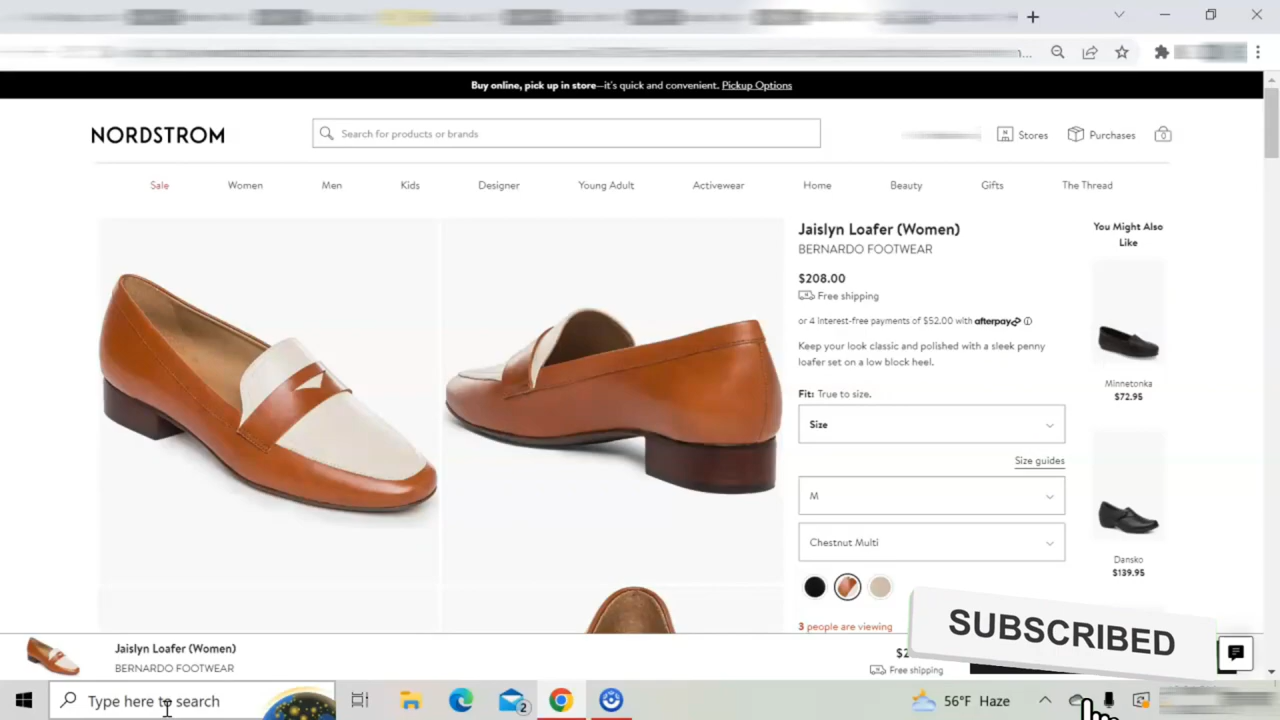 Buy online, pick up in store—it's quick and convenient. Pickup Options
NORDSTROM
Search for products or brands
Stores
Purchases
0
Sale
Women
Men
Kids
Designer
Young Adult
Activewear
Home
Beauty
Gifts
The Thread
Jaislyn Loafer (Women)
BERNARDO FOOTWEAR
$208.00
Free shipping
or 4 interest-free payments of $52.00 with afterpay
Keep your look classic and polished with a sleek penny
loafer set on a low block heel.
Fit: True to size.
Size
Size guides
M
Chestnut Multi
3 people are viewing
You Might Also
Like
Minnetonka
$72.95
Dansko
$139.95
SUBSCRIBED
Jaislyn Loafer (Women)
BERNARDO FOOTWEAR
Free shipping
Type here to search
2
56°F Haze